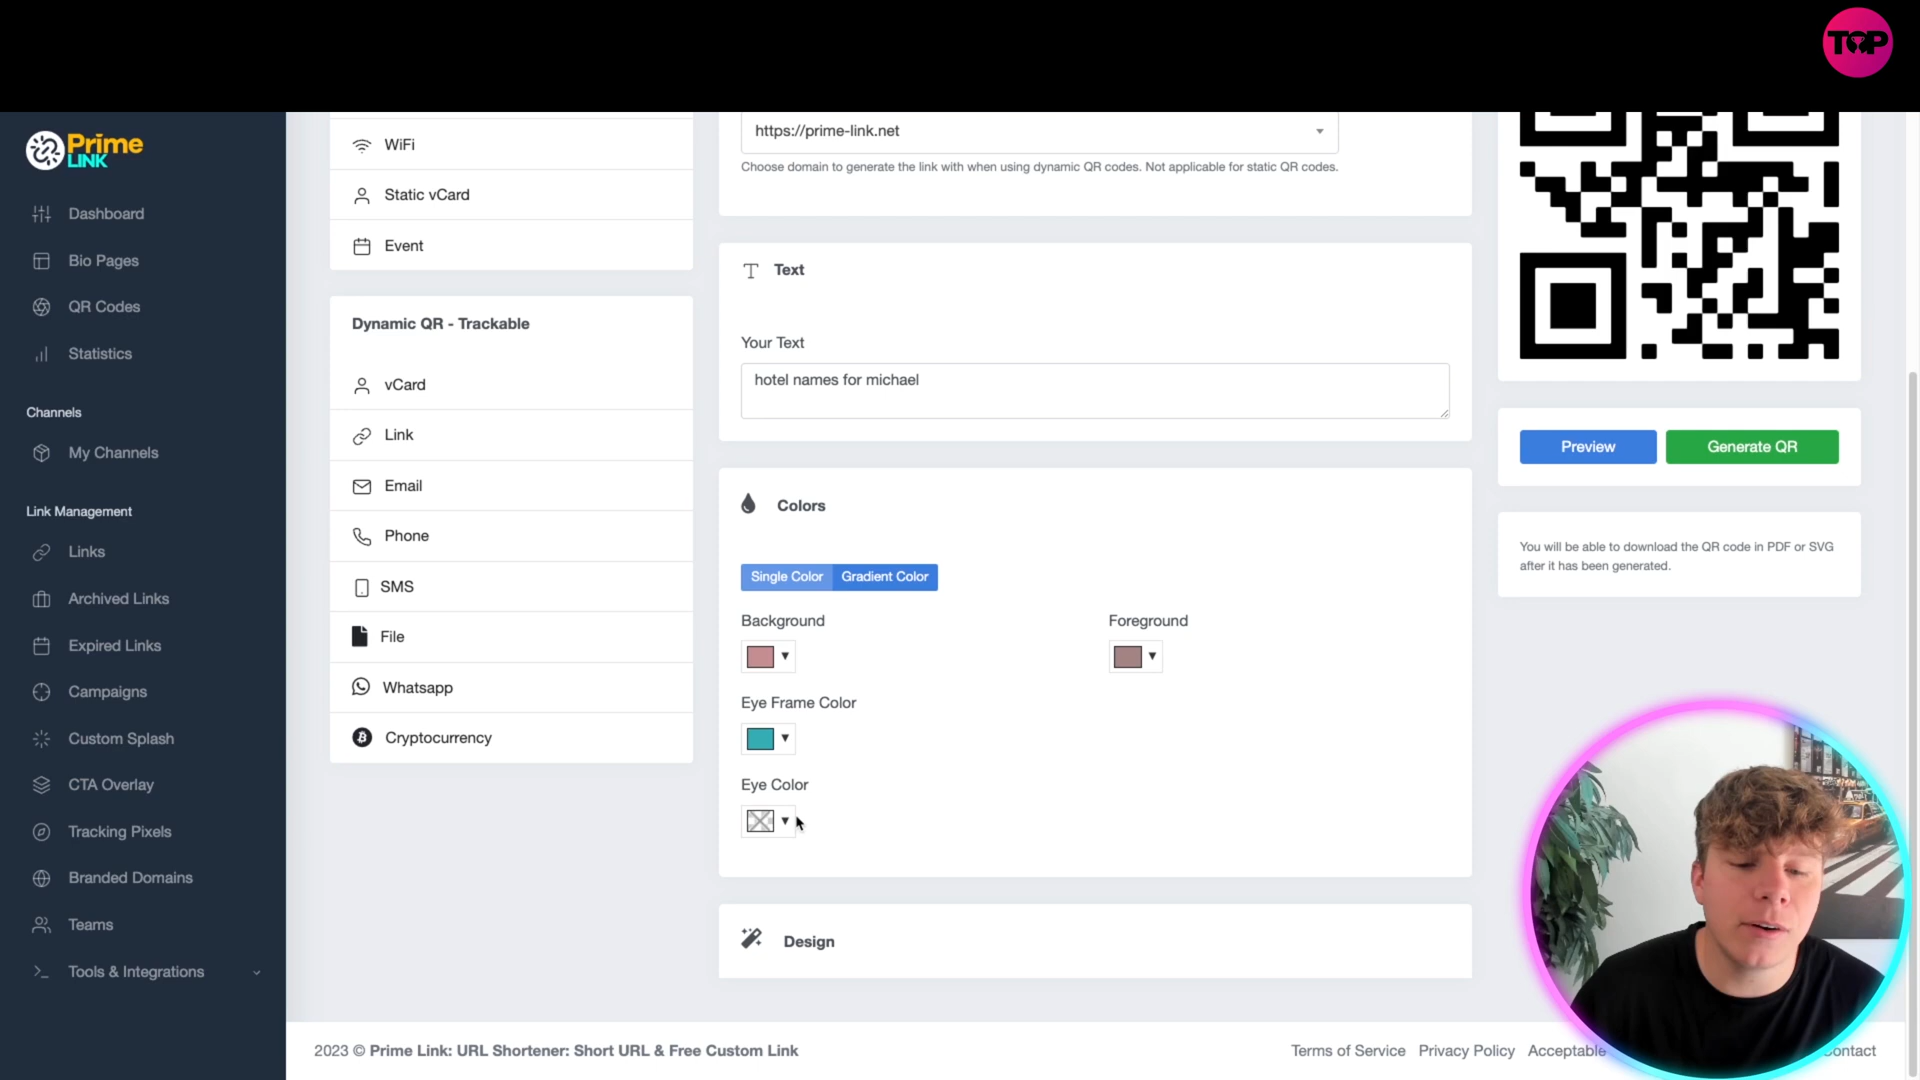 TOP
Prime
LINK
Dashboard
Bio Pages
QR Codes
Statistics
Channels
My Channels
Link Management
Links
Archived Links
Expired Links
Campaigns
Custom Splash
CTA Overlay
Tracking Pixels
Branded Domains
Teams
Tools & Integrations
WiFi
Static vCard
Event
Dynamic QR - Trackable
vCard
Link
Email
Phone
SMS
File
Whatsapp
Cryptocurrency
https://prime-link.net
Choose domain to generate the link with when using dynamic QR codes. Not applicable for static QR codes.
Text
Your Text
hotel names for michael
Colors
Single Color Gradient Color
Background Foreground
Eye Frame Color
Eye Color
Design
Preview Generate QR
You will be able to download the QR code in PDF or SVG
after it has been generated.
2023 © Prime Link: URL Shortener: Short URL & Free Custom Link
Terms of Service Privacy Policy Acceptable Contact